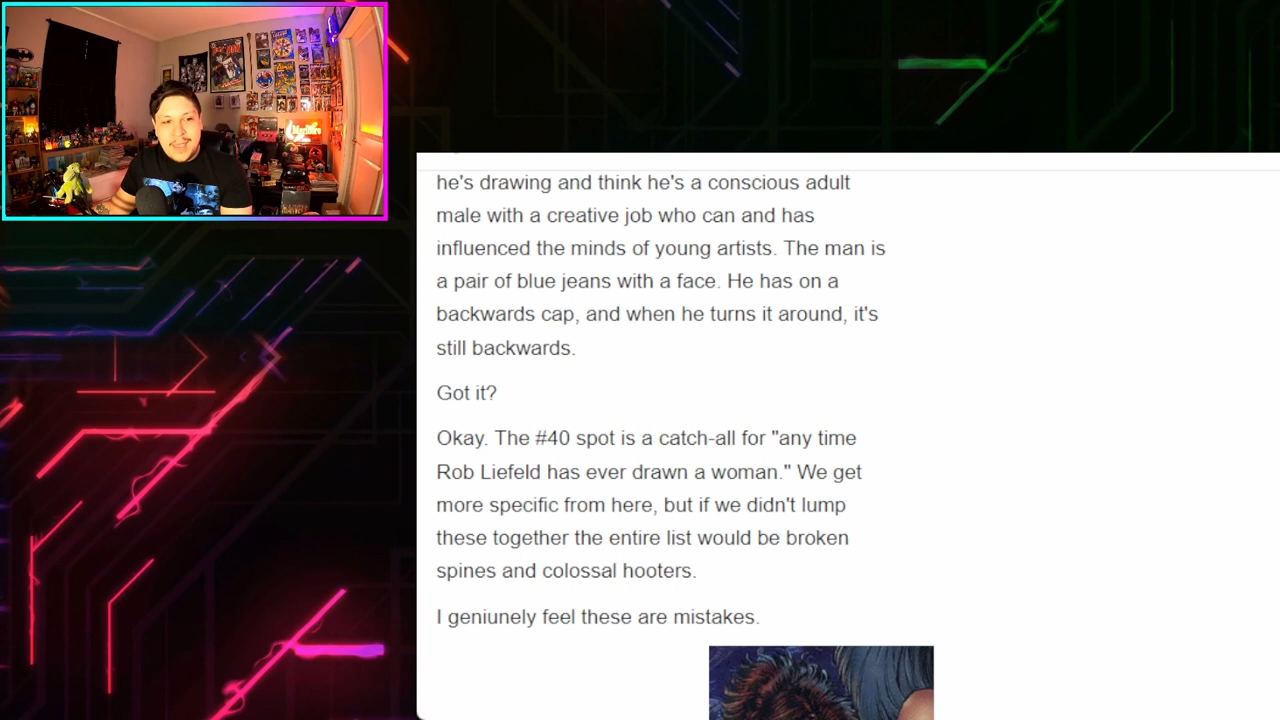 he's drawing and think he's a conscious adult
male with a creative job who can and has
influenced the minds of young artists. The man is
a pair of blue jeans with a face. He has on a
backwards cap, and when he turns it around, it's
still backwards.
Got it?
Okay. The #40 spot is a catch-all for "any time
Rob Liefeld has ever drawn a woman." We get
more specific from here, but if we didn't lump
these together the entire list would be broken
spines and colossal hooters.
I geniunely feel these are mistakes.